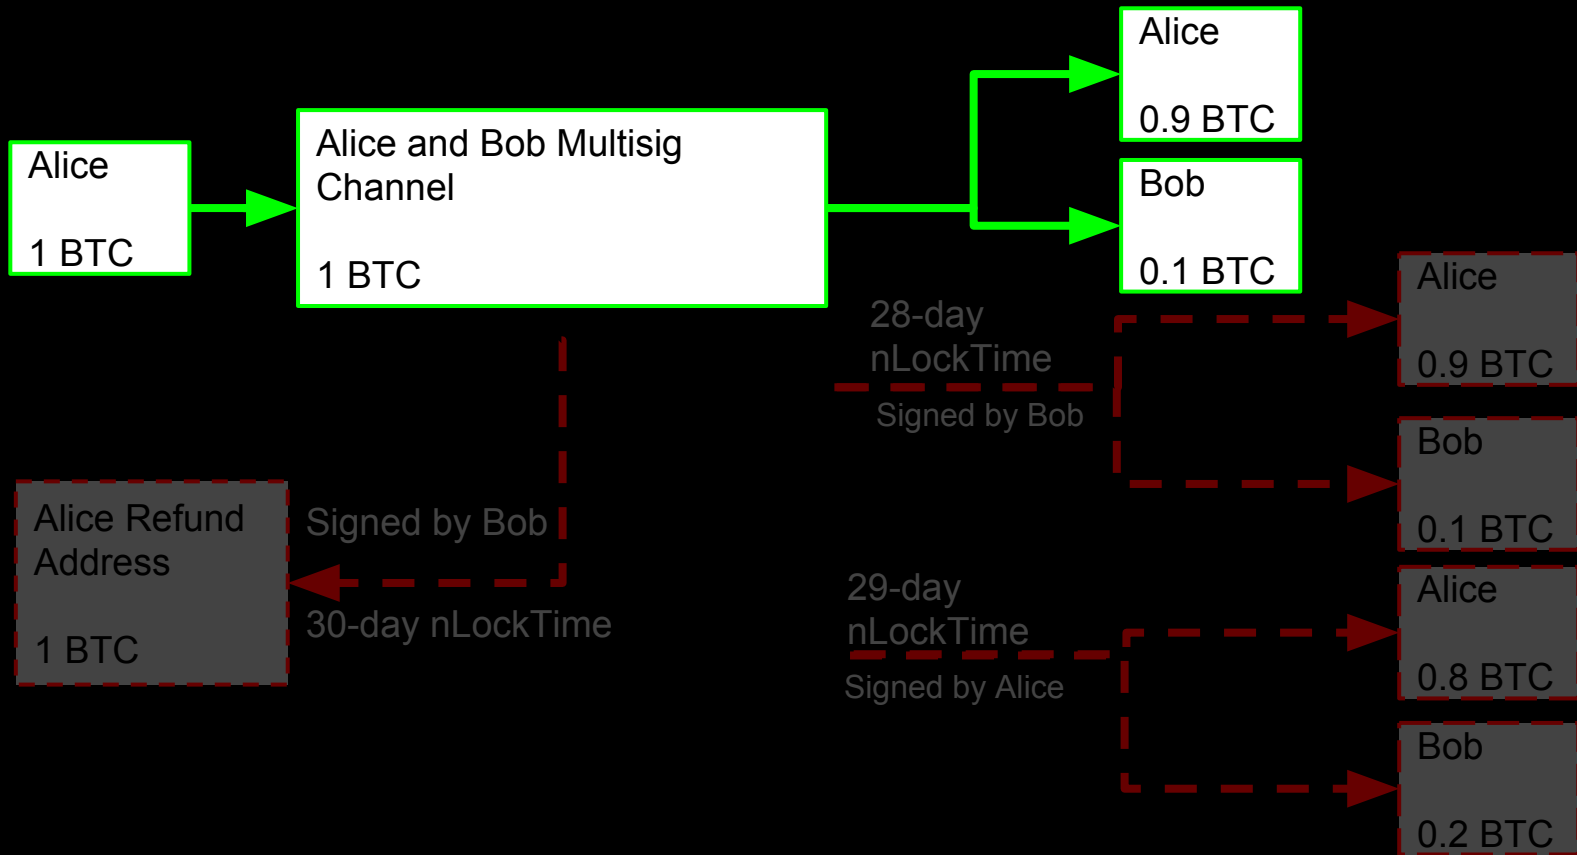 Alice
1 BTC
Alice and Bob Multisig
Channel
1 BTC
Alice
0.9 BTC
Bob
0.1 BTC
28-day
nLockTime
Signed by Bob
Alice
0.9 BTC
Bob
0.1 BTC
Alice Refund
Address
1 BTC
Signed by Bob
30-day nLockTime
29-day
nLockTime
Signed by Alice
Alice
0.8 BTC
Bob
0.2 BTC